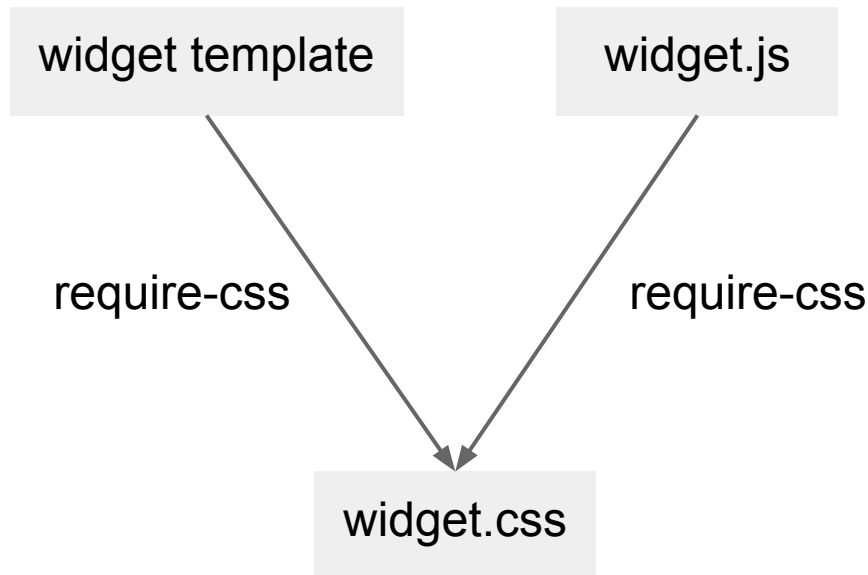 widget template
widget.js
require-css
require-css
widget.css